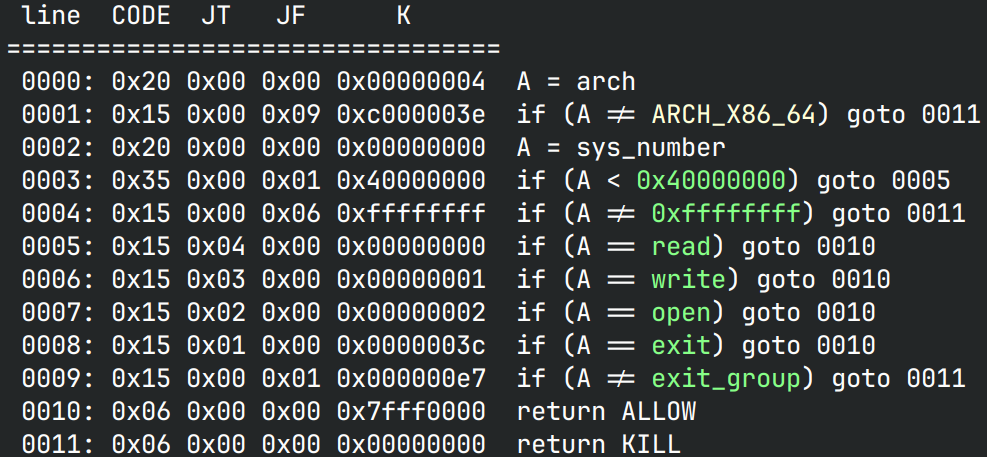 line CODE JT JF K
=================================
0000: 0x20 0x00 0x00 0x00000004 A = arch
0001: 0x15 0x00 0x09 0xc000003e if (A != ARCH_X86_64) goto 0011
0002: 0x20 0x00 0x00 0x00000000 A = sys_number
0003: 0x35 0x00 0x01 0x40000000 if (A < 0x40000000) goto 0005
0004: 0x15 0x00 0x06 0xffffffff if (A != 0xffffffff) goto 0011
0005: 0x15 0x04 0x00 0x00000000 if (A == read) goto 0010
0006: 0x15 0x03 0x00 0x00000001 if (A == write) goto 0010
0007: 0x15 0x02 0x00 0x00000002 if (A == open) goto 0010
0008: 0x15 0x01 0x00 0x0000003c if (A == exit) goto 0010
0009: 0x15 0x00 0x01 0x000000e7 if (A != exit_group) goto 0011
0010: 0x06 0x00 0x00 0x7fff0000 return ALLOW
0011: 0x06 0x00 0x00 0x00000000 return KILL